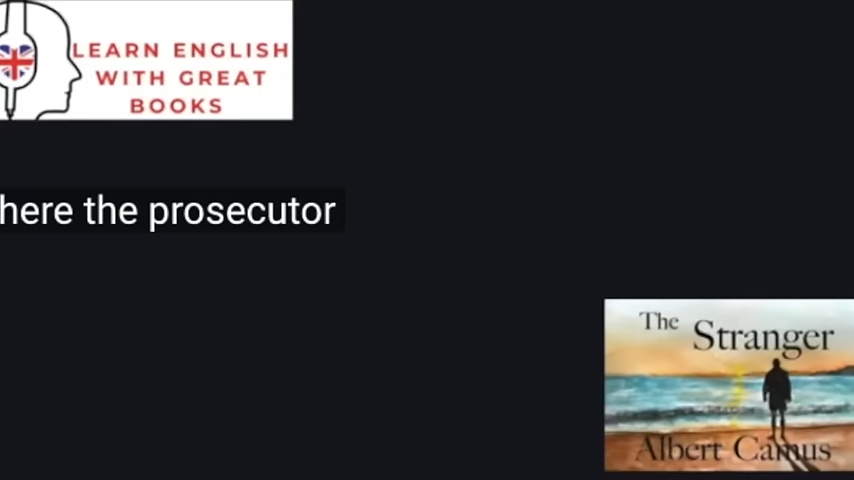 LEARN ENGLISH
WITH GREAT
BOOKS
here the prosecutor
The Stranger
Albert Camus